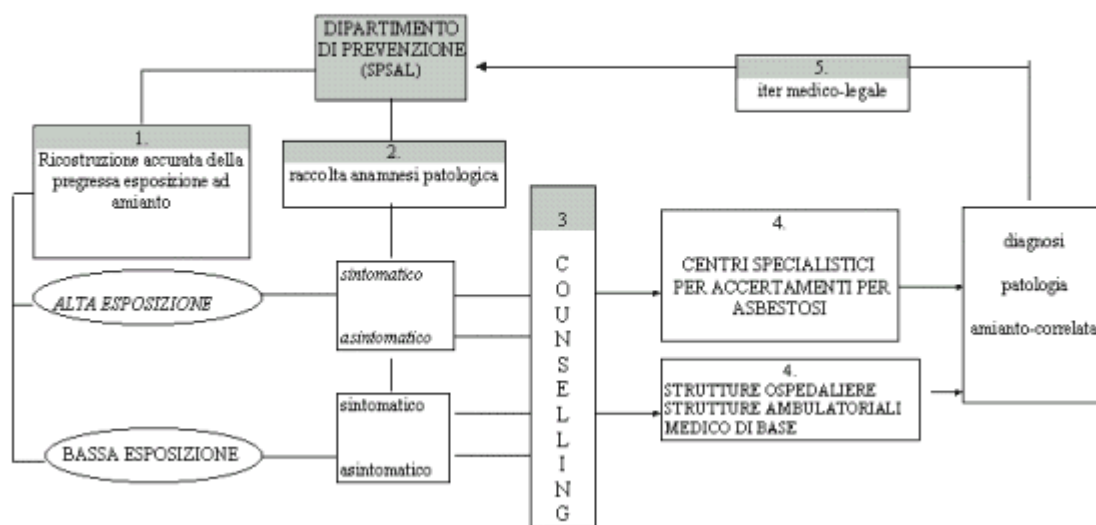 DIPARTIMENTO
DI PREVENZIONE
(SPSAL)
5.
iter medico-legale
1.
Ricostruzione accurata della
pregressa esposizione ad
amianto
2.
raccolta anamnesi patologica
3
C
O
U
N
S
E
L
L
I
N
G
4.
CENTRI SPECIALISTICI
PER ACCERTAMENTI PER
ASBESTOSI
diagnosi
patologia
amianto-correlata
ALTA ESPOSIZIONE
sintomatico
asintomatico
4.
STRUTTURE OSPEDALIERE
STRUTTURE AMBULATORIALI
MEDICO DI BASE
BASSA ESPOSIZIONE
sintomatico
asintomatico